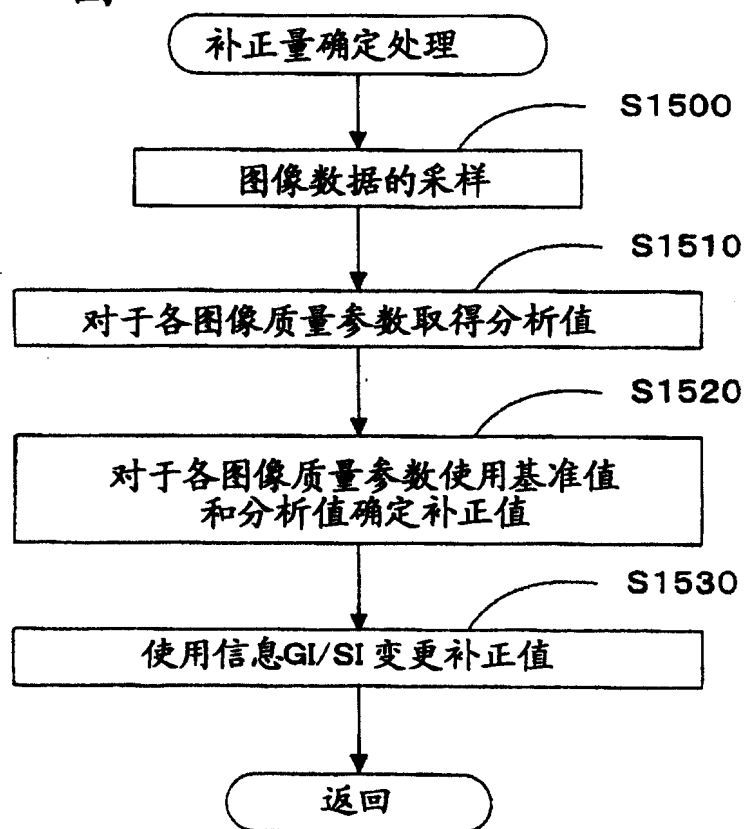 补正量确定处理
S1500
图像数据的采样
S1510
对于各图像质量参数取得分析值
S1520
对于各图像质量参数使用基准值
和分析值确定补正值
S1530
使用信息GI/SI变更补正值
返回